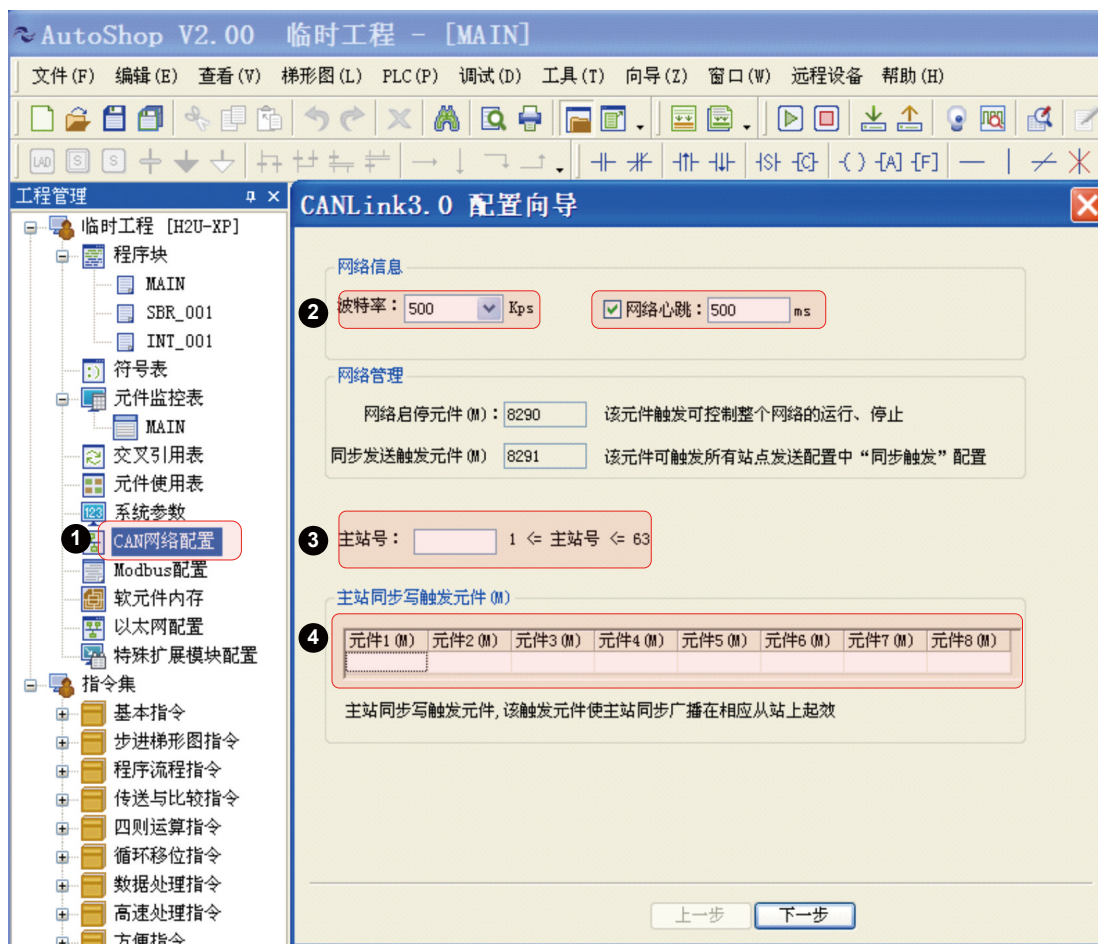 AutoShop V2.00 临时工程 - [MAIN]
文件(F) 编辑(E) 查看(V) 梯形图(L) PLC(P) 调试(D) 工具(T) 向导(Z) 窗口(W) 远程设备 帮助(H)
LAD S S {S} {C} ( ) {A} {F}
工程管理
临时工程 [H2U-XP]
程序块
MAIN
SBR_001
INT_001
符号表
元件监控表
MAIN
交叉引用表
元件使用表
123 系统参数
1 CAN网络配置
Modbus配置
软元件内存
以太网配置
特殊扩展模块配置
指令集
基本指令
步进梯形图指令
程序流程指令
传送与比较指令
四则运算指令
循环移位指令
数据处理指令
高速处理指令
方便指令
CANLink3.0 配置向导
网络信息
2 波特率: 500 Kps 网络心跳: 500 ms
网络管理
网络启停元件(M): 8290 该元件触发可控制整个网络的运行、停止
同步发送触发元件(M) 8291 该元件可触发所有站点发送配置中“同步触发”配置
3 主站号: 1 <= 主站号 <= 63
主站同步写触发元件(M)
4 元件1(M) 元件2(M) 元件3(M) 元件4(M) 元件5(M) 元件6(M) 元件7(M) 元件8(M)
主站同步写触发元件,该触发元件使主站同步广播在相应从站上起效
上一步 下一步